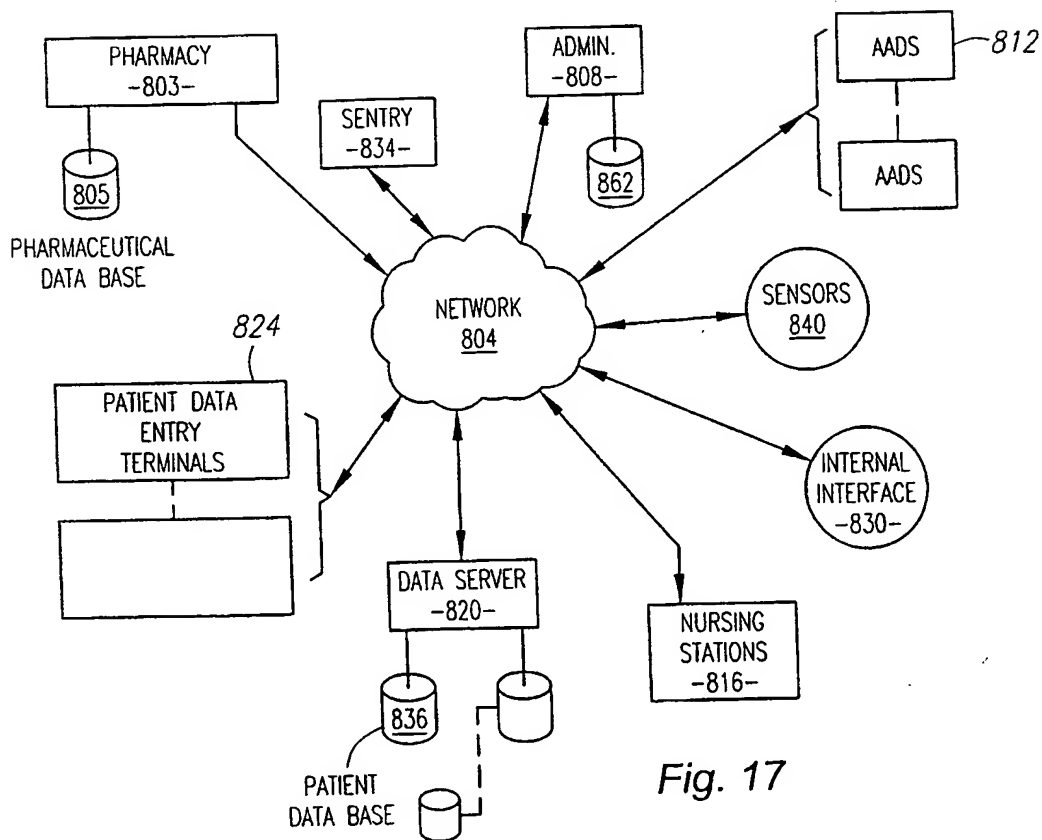 PHARMACY
-803-
805
PHARMACEUTICAL
DATA BASE
SENTRY
-834-
ADMIN.
-808-
862
AADS
812
AADS
NETWORK
804
SENSORS
840
824
PATIENT DATA
ENTRY
TERMINALS
INTERNAL
INTERFACE
-830-
DATA SERVER
-820-
836
PATIENT
DATA BASE
NURSING
STATIONS
-816-
Fig. 17